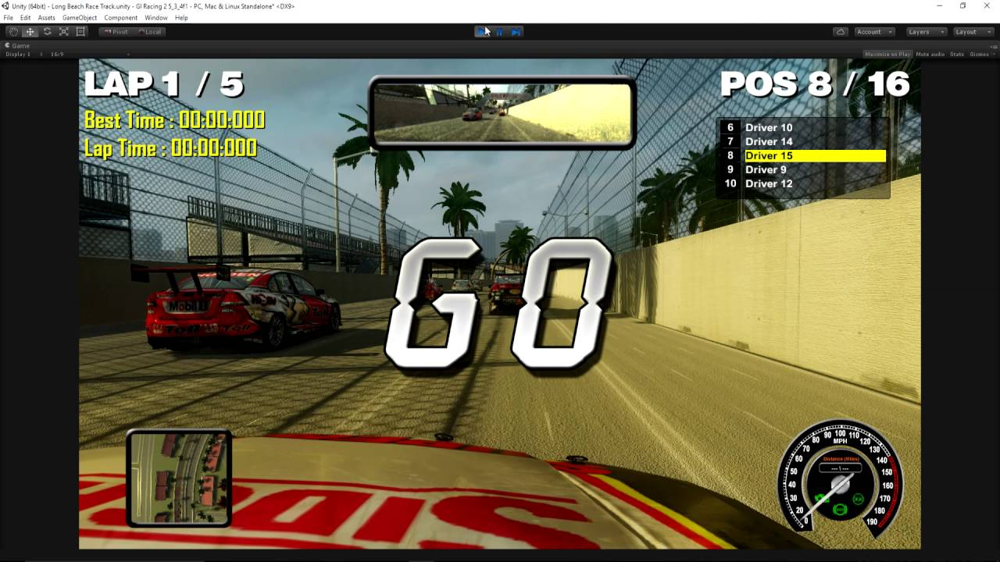 Unity (64bit) - Long Beach Race Track.unity - GI Racing 2 5_3_4f1 - PC, Mac & Linux Standalone* <DX9>
File Edit Assets GameObject Component Window Help
Pivot Local Account Layers Layout
Game
Display 1 16:9 Maximise on Play Mute audio Stats Gizmos
LAP 1 / 5
POS 8 / 16
Best Time : 00:00:000
Lap Time : 00:00:000
6 Driver 10
7 Driver 14
8 Driver 15
9 Driver 9
10 Driver 12
GO
Mobil 1
Toll
Toll
0 20 30 40 50 60 70 80 90 100 110 120 130 140 150 160 170 180 190
MPH
Distance (Miles)
--- \ ---